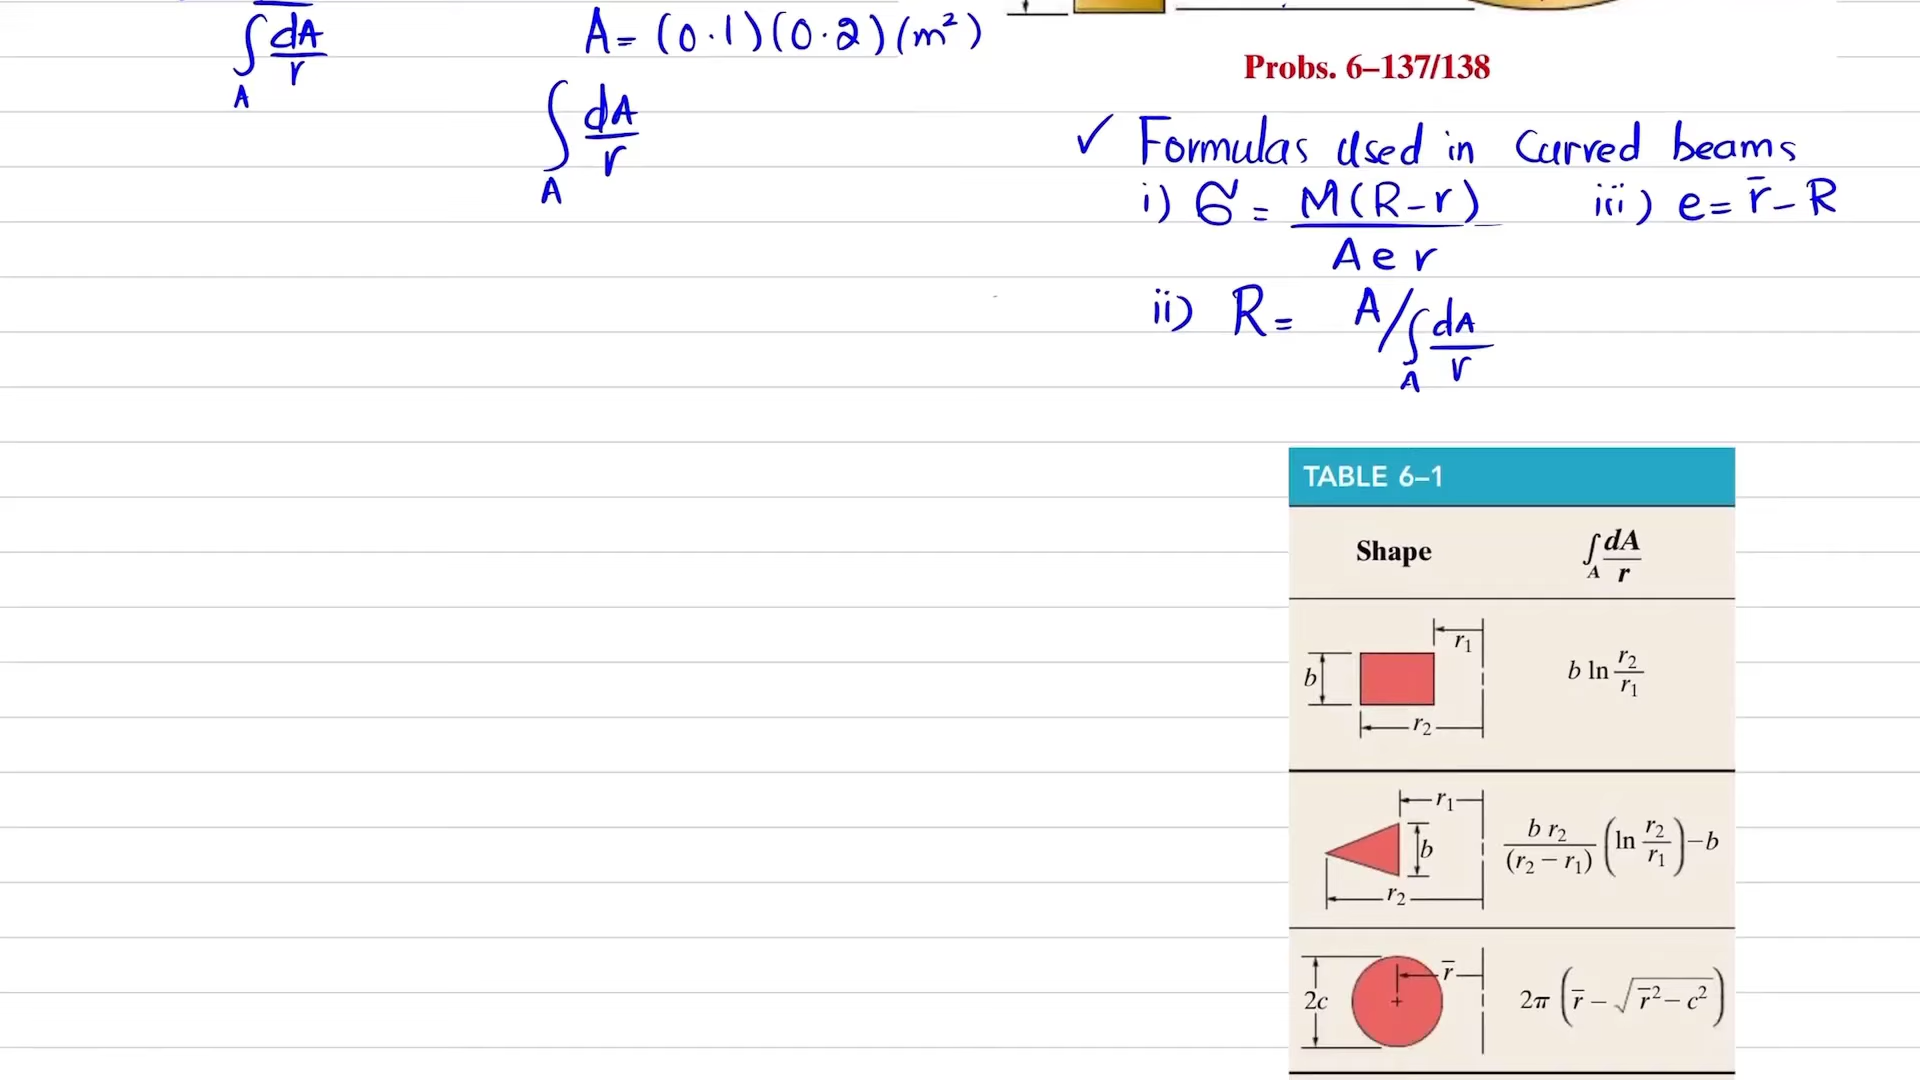 ∫_A dA/r
A = (0.1)(0.2)(m²)
∫_A dA/r
Probs. 6–137/138
✓ Formulas used in Curved beams
i) σ = M(R-r) / A e r
iii) e = r̄ - R
ii) R = A / ∫_A dA/r
TABLE 6–1
Shape
∫_A dA/r
r₁
b
r₂
b ln r₂/r₁
r₁
b
r₂
b r₂/(r₂ − r₁) (ln r₂/r₁) − b
r̄
2c
2π (r̄ − √(r̄² − c²))